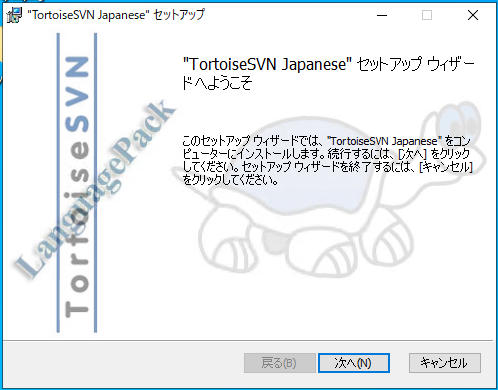 "TortoiseSVN Japanese" セットアップ
"TortoiseSVN Japanese" セットアップ ウィザー
ドへようこそ
このセットアップ ウィザードでは、"TortoiseSVN Japanese" をコン
ピューターにインストールします。続行するには、[次へ] をクリック
してください。セットアップ ウィザードを終了するには、[キャンセル]
をクリックしてください。
TortoiseSVN
LanguagePack
戻る(B)
次へ(N)
キャンセル